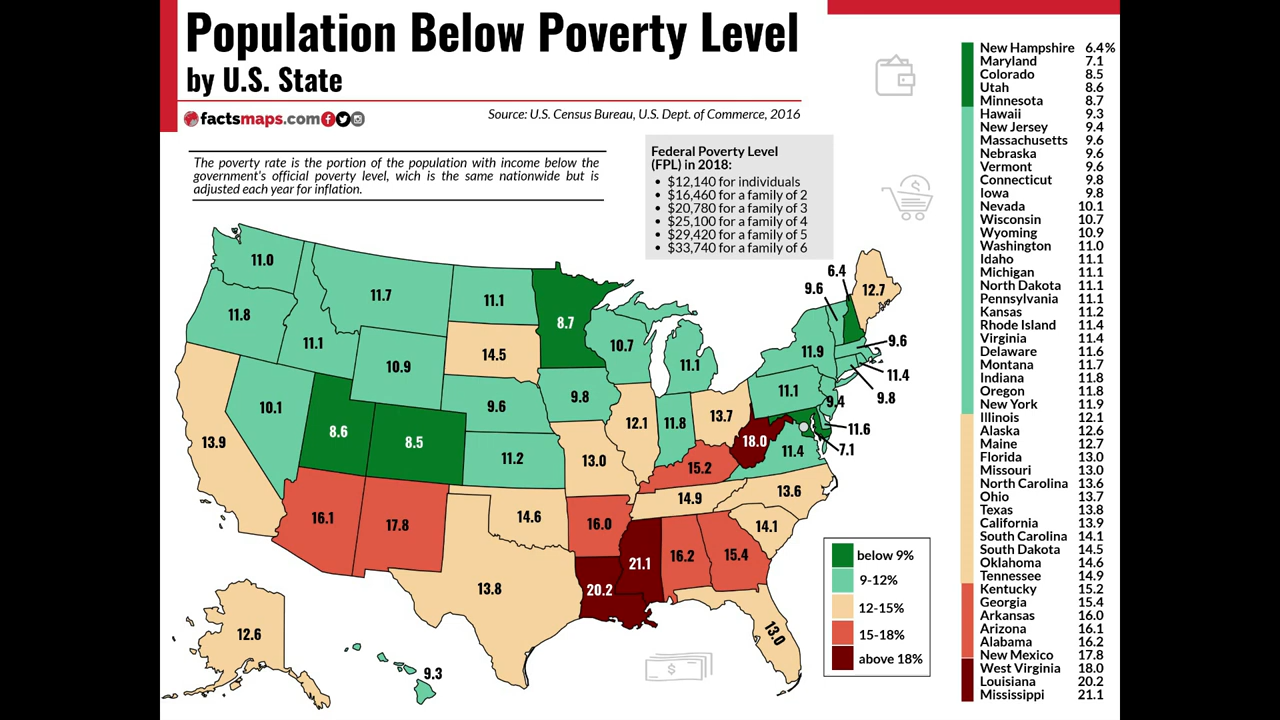 Population Below Poverty Level
by U.S. State
factsmaps.com
Source: U.S. Census Bureau, U.S. Dept. of Commerce, 2016
The poverty rate is the portion of the population with income below the
government's official poverty level, wich is the same nationwide but is
adjusted each year for inflation.
Federal Poverty Level
(FPL) in 2018:
• $12,140 for individuals
• $16,460 for a family of 2
• $20,780 for a family of 3
• $25,100 for a family of 4
• $29,420 for a family of 5
• $33,740 for a family of 6
11.0
11.8
11.1
11.7
10.9
11.1
14.5
9.6
11.2
8.7
10.7
11.1
9.8
12.1
11.8
13.7
13.9
10.1
8.6
8.5
16.1
17.8
14.6
13.8
13.0
16.0
20.2
21.1
16.2
15.4
13.0
14.1
13.6
14.9
15.2
18.0
11.4
11.1
11.9
9.6
6.4
12.7
9.6
11.4
9.8
9.4
11.6
7.1
12.6
9.3
below 9%
9-12%
12-15%
15-18%
above 18%
New Hampshire 6.4%
Maryland 7.1
Colorado 8.5
Utah 8.6
Minnesota 8.7
Hawaii 9.3
New Jersey 9.4
Massachusetts 9.6
Nebraska 9.6
Vermont 9.6
Connecticut 9.8
Iowa 9.8
Nevada 10.1
Wisconsin 10.7
Wyoming 10.9
Washington 11.0
Idaho 11.1
Michigan 11.1
North Dakota 11.1
Pennsylvania 11.1
Kansas 11.2
Rhode Island 11.4
Virginia 11.4
Delaware 11.6
Montana 11.7
Indiana 11.8
Oregon 11.8
New York 11.9
Illinois 12.1
Alaska 12.6
Maine 12.7
Florida 13.0
Missouri 13.0
North Carolina 13.6
Ohio 13.7
Texas 13.8
California 13.9
South Carolina 14.1
South Dakota 14.5
Oklahoma 14.6
Tennessee 14.9
Kentucky 15.2
Georgia 15.4
Arkansas 16.0
Arizona 16.1
Alabama 16.2
New Mexico 17.8
West Virginia 18.0
Louisiana 20.2
Mississippi 21.1